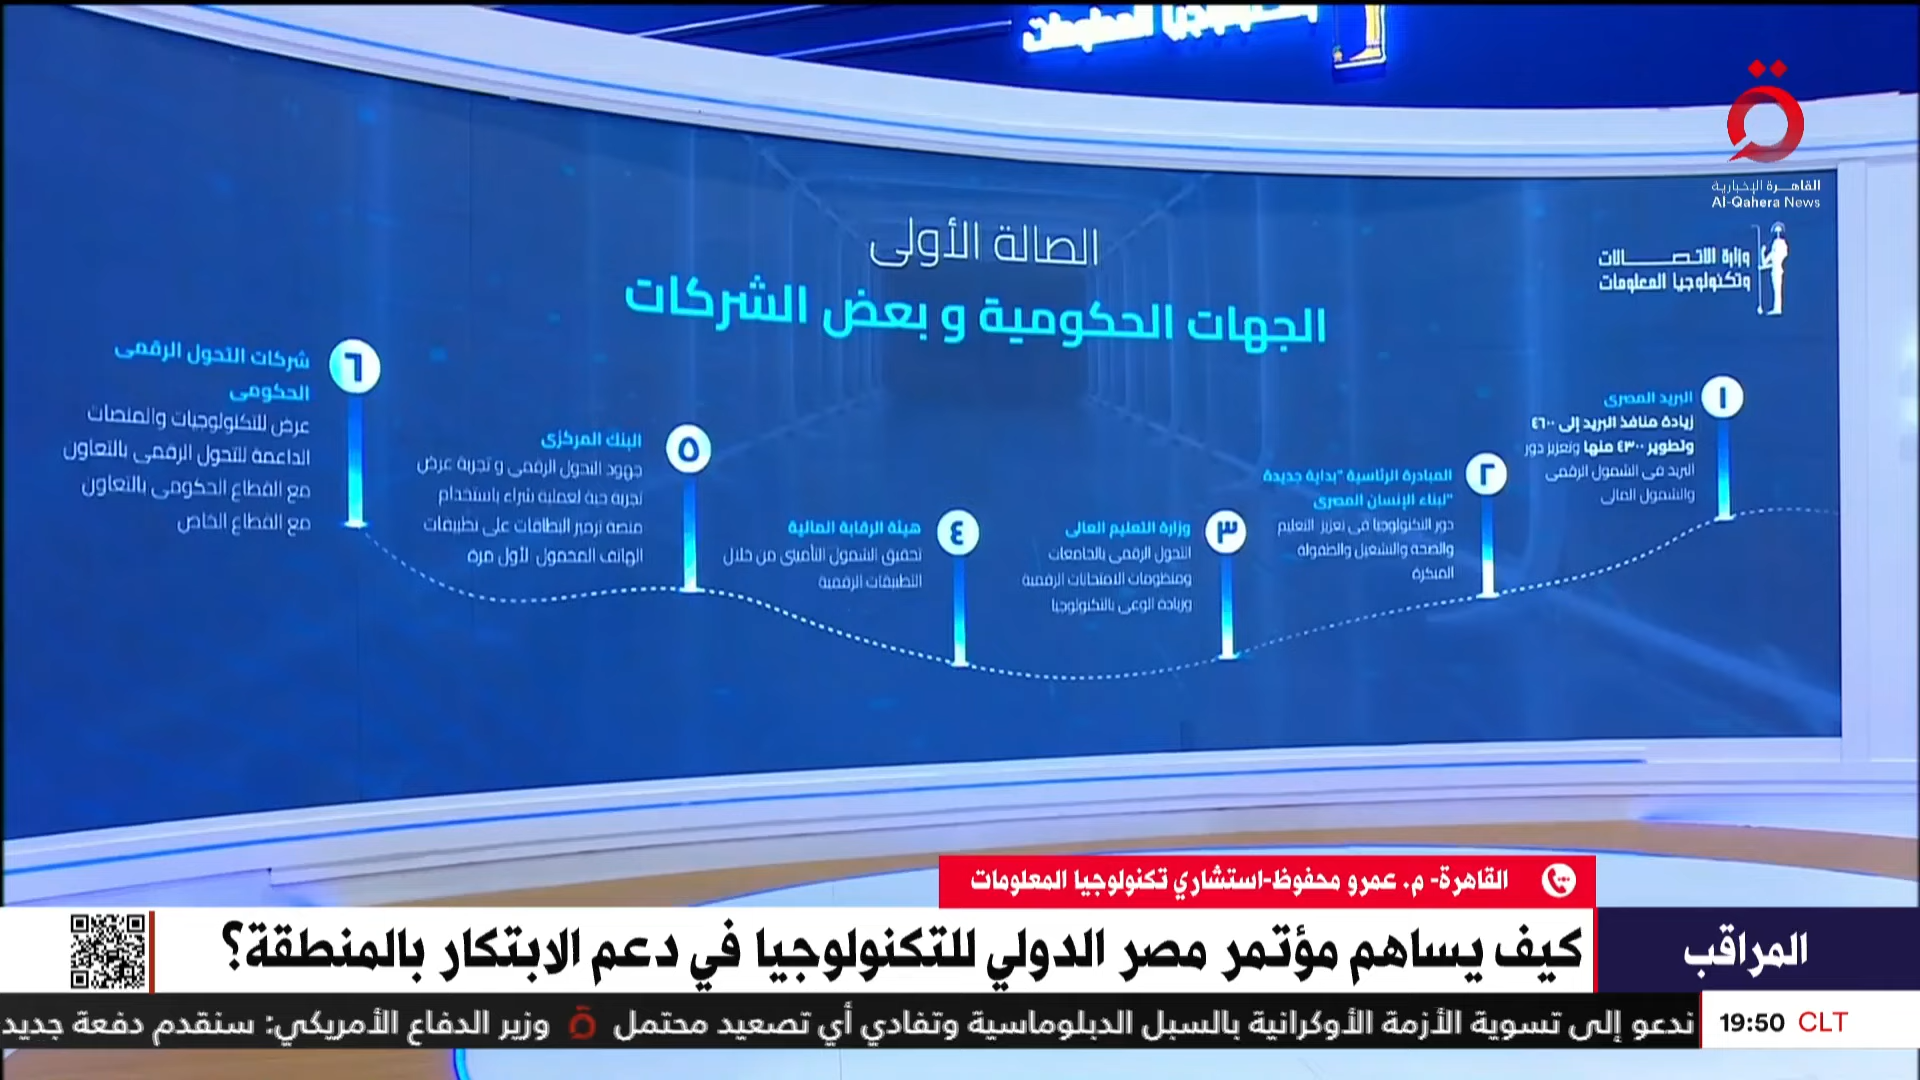 وتكنولوجيا المعلومات
القاهرة الإخبارية
Al-Qahera News
وزارة الاتصالات
وتكنولوجيا المعلومات
الصالة الأولى
الجهات الحكومية و بعض الشركات
١
البريد المصرى
زيادة منافذ البريد إلى ٤٦٠٠
وتطوير ٤٣٠٠ منها وتعزيز دور
البريد فى الشمول الرقمى
والشمول المالى
٢
المبادرة الرئاسية "بداية جديدة
لبناء الإنسان المصرى"
دور التكنولوجيا فى تعزيز التعليم
والصحة والتشغيل والطفولة
المبكرة
٣
وزارة التعليم العالى
التحول الرقمى بالجامعات
ومنظومات الامتحانات الرقمية
وزيادة الوعى بالتكنولوجيا
٤
هيئة الرقابة المالية
تحقيق الشمول التأمينى من خلال
التطبيقات الرقمية
٥
البنك المركزى
جهود التحول الرقمى و تجربة عرض
تجربة حية لعملية شراء باستخدام
منصة ترميز البطاقات على تطبيقات
الهاتف المحمول لأول مرة
٦
شركات التحول الرقمى
الحكومى
عرض للتكنولوجيات والمنصات
الداعمة للتحول الرقمى بالتعاون
مع القطاع الحكومى بالتعاون
مع القطاع الخاص
القاهرة- م. عمرو محفوظ-استشاري تكنولوجيا المعلومات
المراقب
كيف يساهم مؤتمر مصر الدولي للتكنولوجيا في دعم الابتكار بالمنطقة؟
19:50 CLT
ندعو إلى تسوية الأزمة الأوكرانية بالسبل الدبلوماسية وتفادي أي تصعيد محتمل وزير الدفاع الأمريكي: سنقدم دفعة جديد